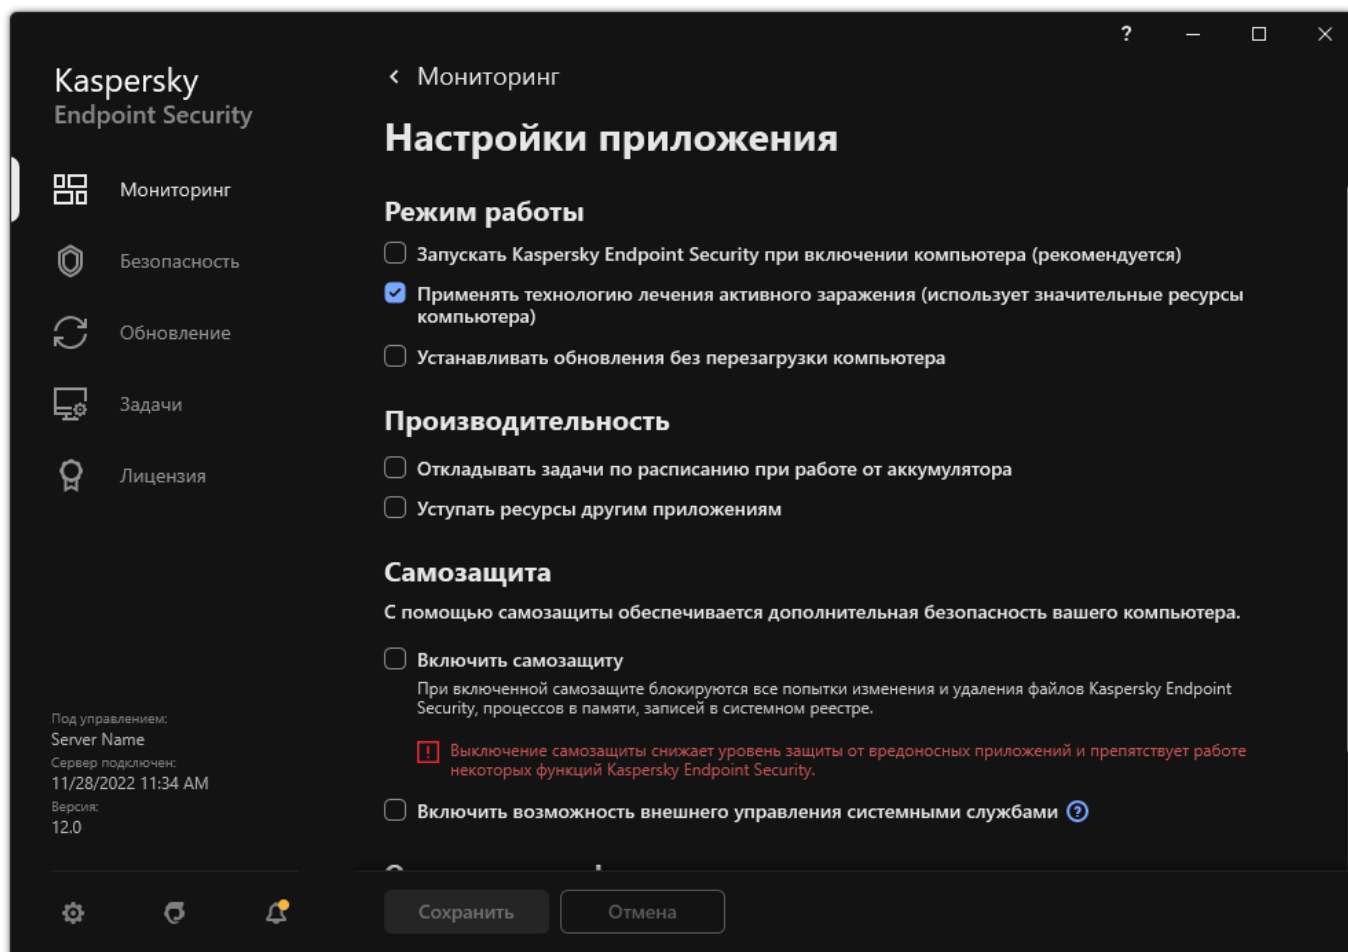 ?
Kaspersky
Endpoint Security
Мониторинг
Безопасность
Обновление
Задачи
Лицензия
Под управлением:
Server Name
Сервер подключен:
11/28/2022 11:34 AM
Версия:
12.0
Мониторинг
Настройки приложения
Режим работы
Запускать Kaspersky Endpoint Security при включении компьютера (рекомендуется)
Применять технологию лечения активного заражения (использует значительные ресурсы
компьютера)
Устанавливать обновления без перезагрузки компьютера
Производительность
Откладывать задачи по расписанию при работе от аккумулятора
Уступать ресурсы другим приложениям
Самозащита
С помощью самозащиты обеспечивается дополнительная безопасность вашего компьютера.
Включить самозащиту
При включенной самозащите блокируются все попытки изменения и удаления файлов Kaspersky Endpoint
Security, процессов в памяти, записей в системном реестре.
Выключение самозащиты снижает уровень защиты от вредоносных приложений и препятствует работе
некоторых функций Kaspersky Endpoint Security.
Включить возможность внешнего управления системными службами ?
Сохранить
Отмена